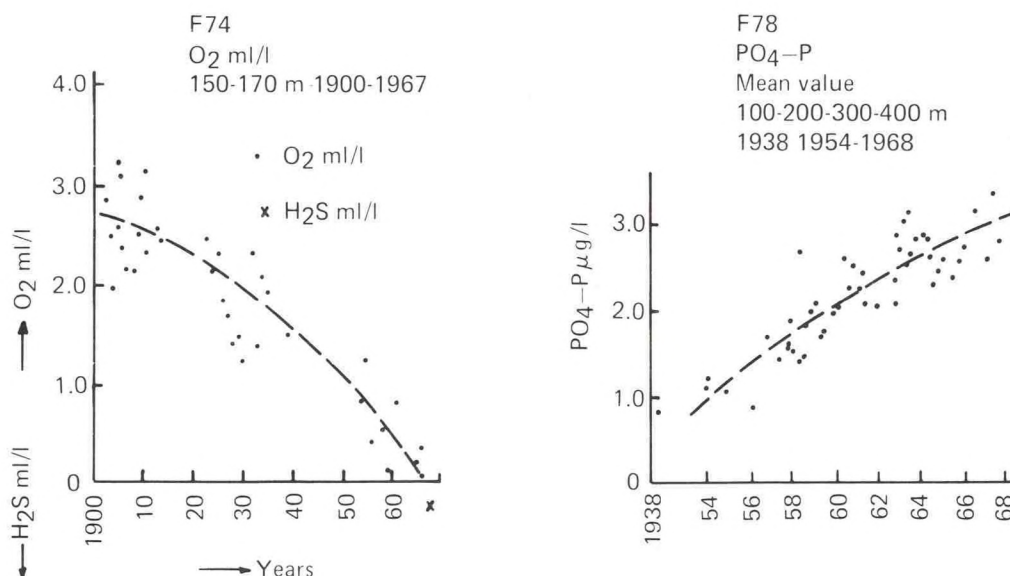 F74
O2 ml/l
150-170 m 1900-1967
4.0
3.0
2.0
1.0
0
O2 ml/l
H2S ml/l
O2 ml/l
H2S ml/l
1900
10
20
30
40
50
60
Years
F78
PO4–P
Mean value
100-200-300-400 m
1938 1954-1968
PO4–Pµg/l
3.0
2.0
1.0
0
1938
54
56
58
60
62
64
66
68